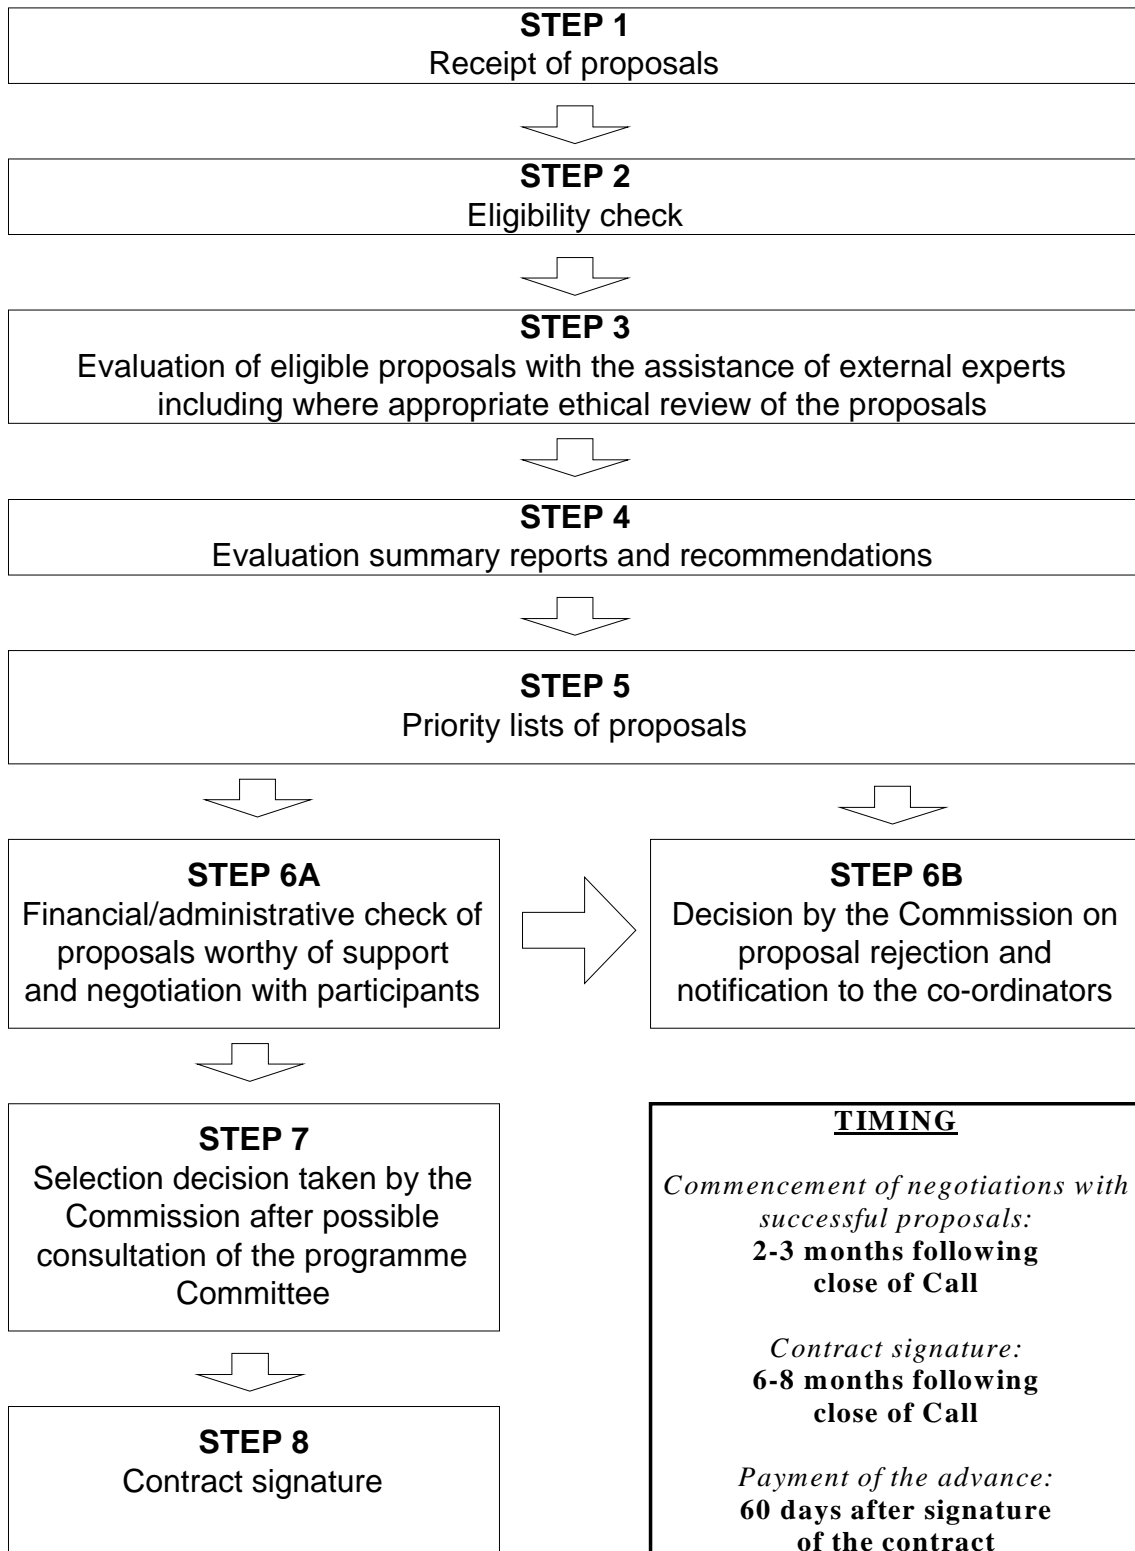 STEP 1
Receipt of proposals
STEP 2
Eligibility check
STEP 3
Evaluation of eligible proposals with the assistance of external experts
including where appropriate ethical review of the proposals
STEP 4
Evaluation summary reports and recommendations
STEP 5
Priority lists of proposals
STEP 6A
Financial/administrative check of
proposals worthy of support
and negotiation with participants
STEP 6B
Decision by the Commission on
proposal rejection and
notification to the co-ordinators
STEP 7
Selection decision taken by the
Commission after possible
consultation of the programme
Committee
STEP 8
Contract signature
TIMING
Commencement of negotiations with
successful proposals:
2-3 months following
close of Call
Contract signature:
6-8 months following
close of Call
Payment of the advance:
60 days after signature
of the contract